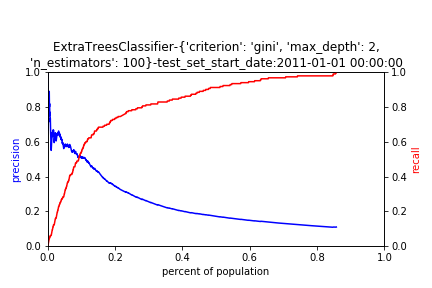 ExtraTreesClassifier-{'criterion': 'gini', 'max_depth': 2,
'n_estimators': 100}-test_set_start_date:2011-01-01 00:00:00
1.0
0.8
0.6
0.4
0.2
0.0
precision
1.0
0.8
0.6
0.4
0.2
0.0
recall
0.0 0.2 0.4 0.6 0.8 1.0
percent of population